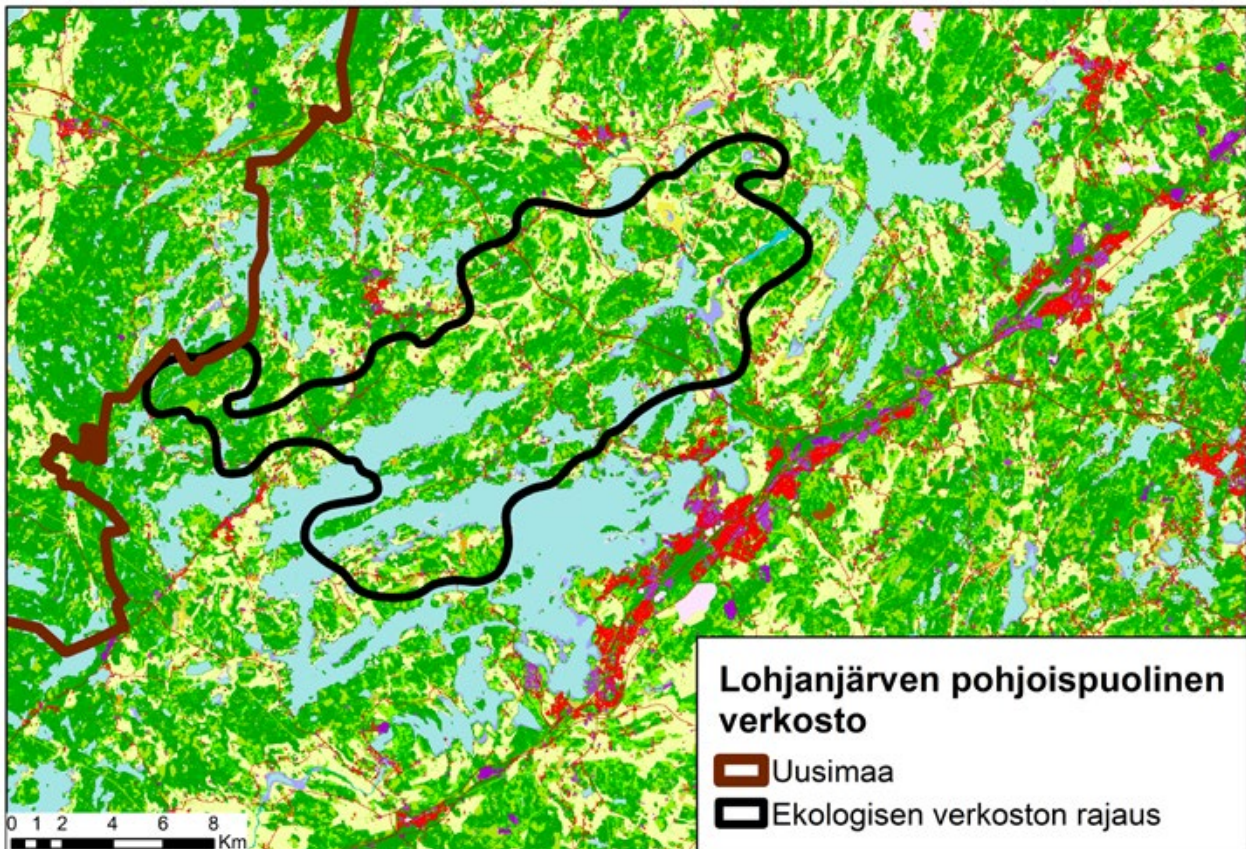 Lohjanjärven pohjoispuolinen
verkosto
Uusimaa
Ekologisen verkoston rajaus
0 1 2 4 6 8
Km